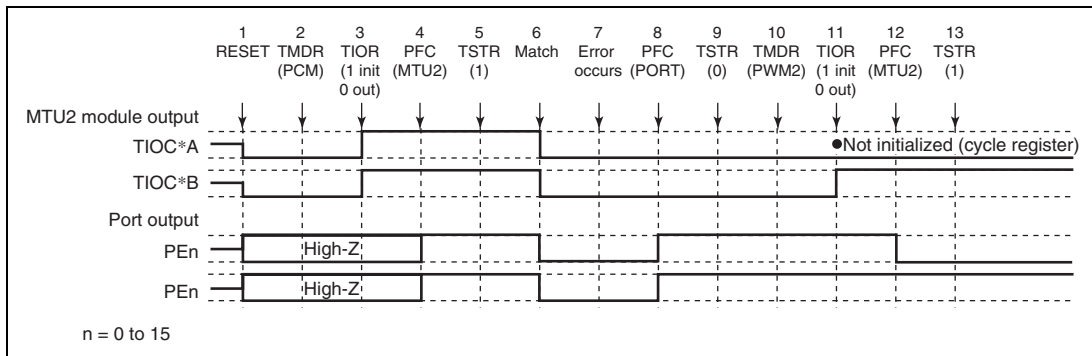 1 2 3 4 5 6 7 8 9 10 11 12 13
RESET TMDR TIOR PFC TSTR Match Error PFC TSTR TMDR TIOR PFC TSTR
(PCM) (1 init (MTU2) (1) occurs (PORT) (0) (PWM2) (1 init (MTU2) (1)
0 out) 0 out)
MTU2 module output
TIOC*A
●Not initialized (cycle register)
TIOC*B
Port output
PEn
High-Z
PEn
High-Z
n = 0 to 15